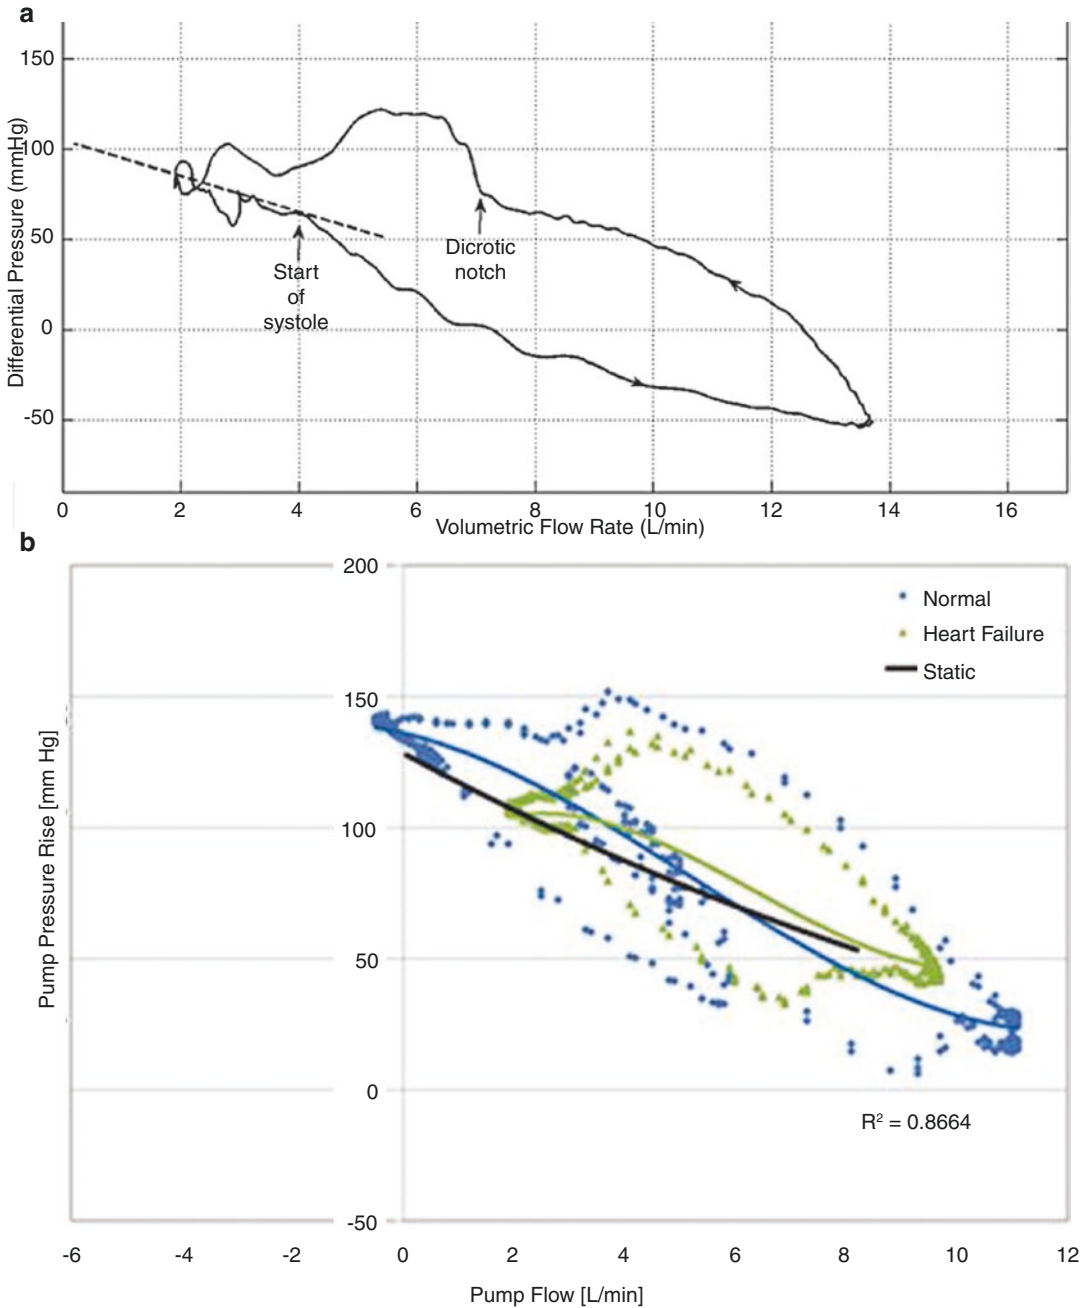 a
150
100
50
0
-50
Differential Pressure (mmHg)
Start
of
systole
Dicrotic
notch
0 2 4 6 8 10 12 14 16
Volumetric Flow Rate (L/min)
b
200
150
100
50
0
-50
Pump Pressure Rise [mm Hg]
Normal
Heart Failure
Static
R² = 0.8664
-6 -4 -2 0 2 4 6 8 10 12
Pump Flow [L/min]